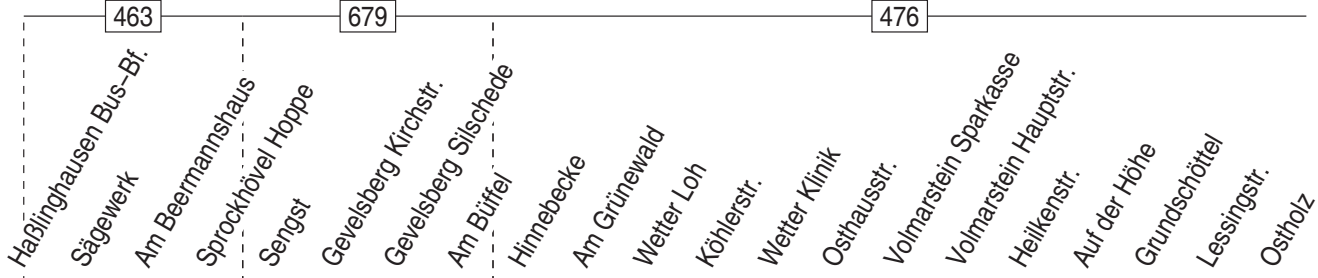 463 679 476
Haßlinghausen Bus–Bf.
Sägewerk
Am Beermannshaus
Sprockhövel Hoppe
Sengst
Gevelsberg Kirchstr.
Gevelsberg Silschede
Am Büffel
Hinnebecke
Am Grünewald
Wetter Loh
Köhlerstr.
Wetter Klinik
Osthausstr.
Volmarstein Sparkasse
Volmarstein Hauptstr.
Heilkenstr.
Auf der Höhe
Grundschöttel
Lessingstr.
Ostholz